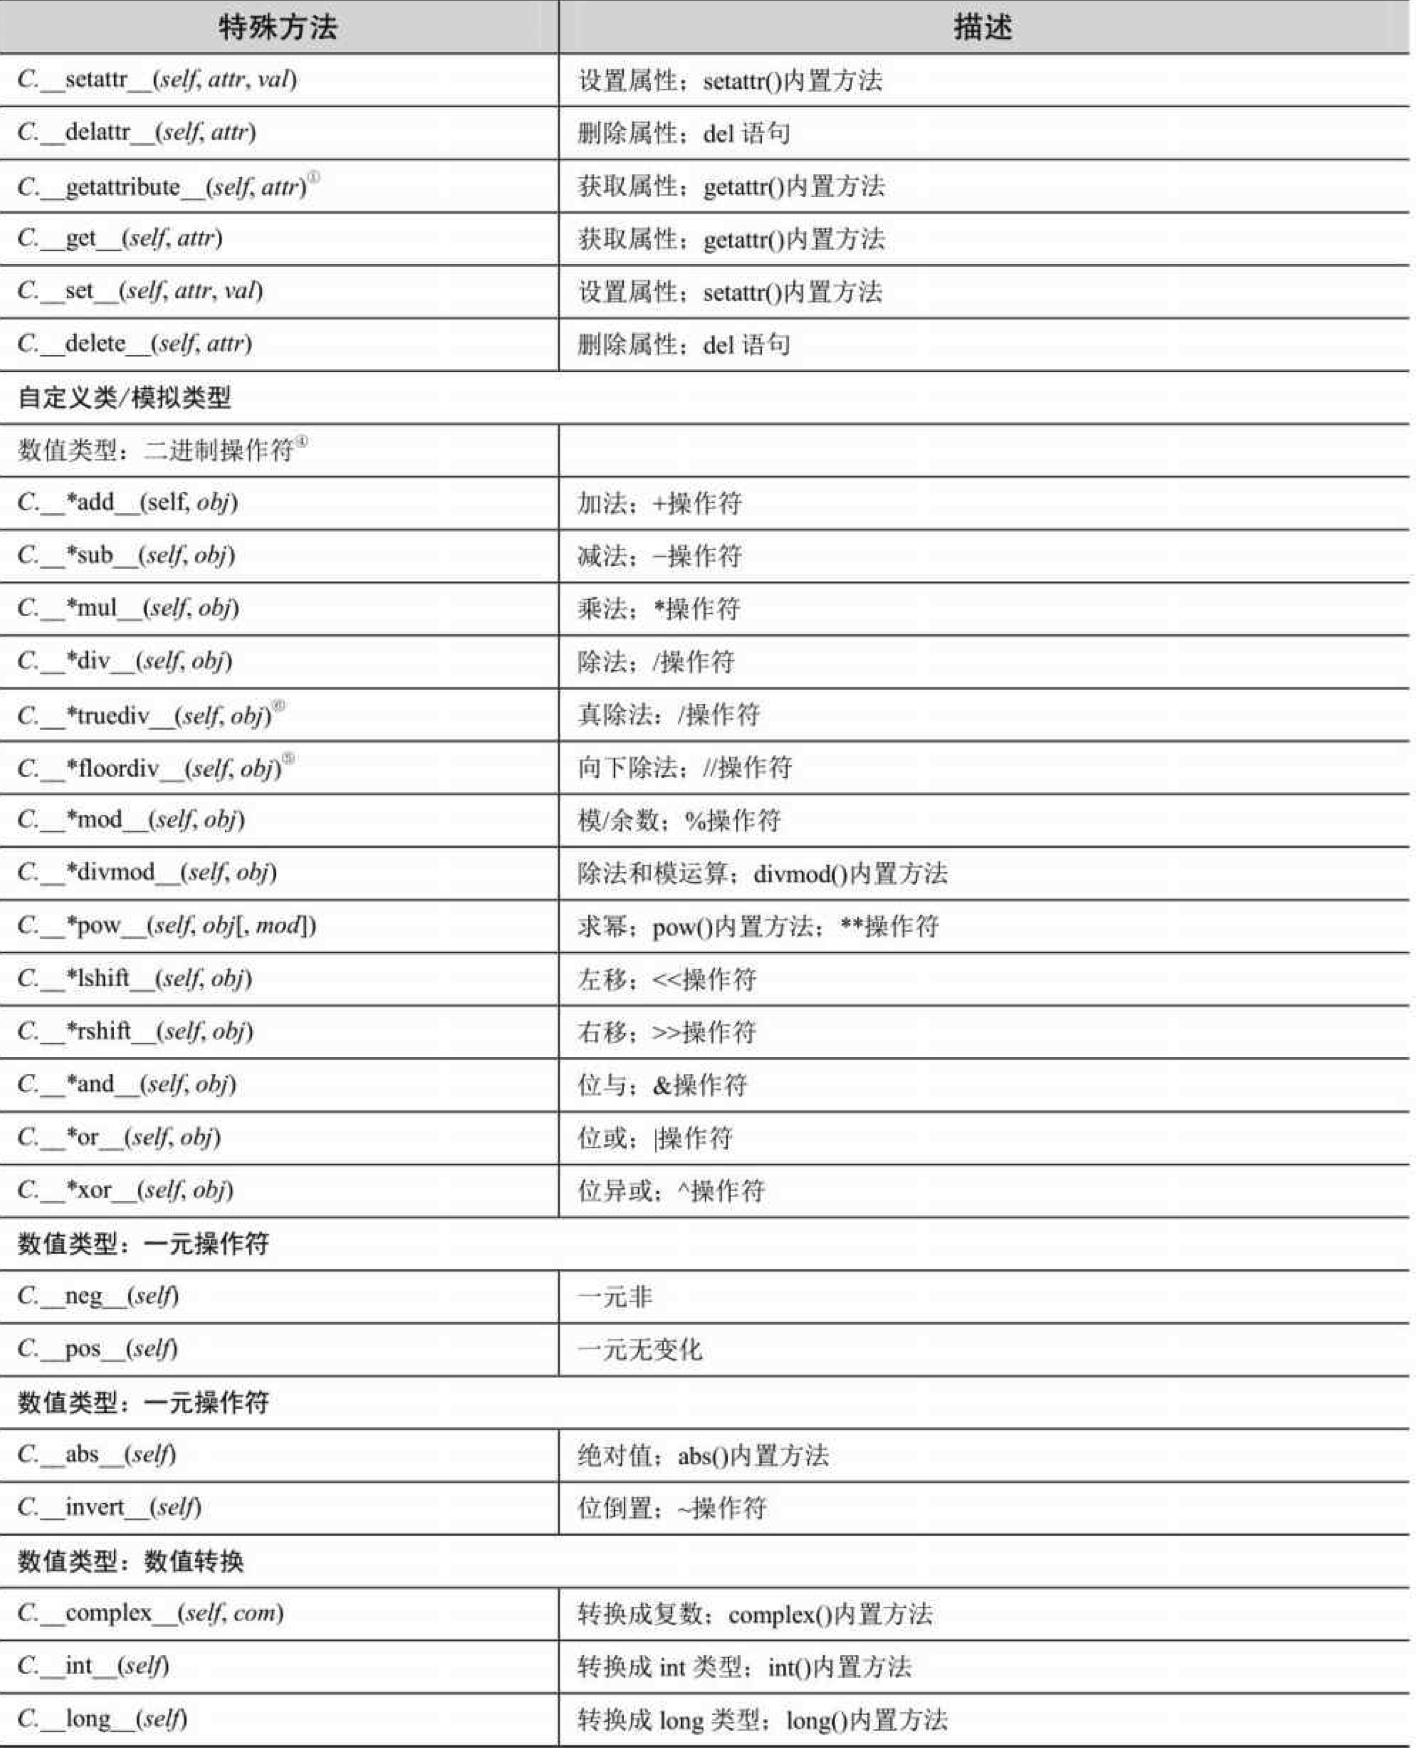 特殊方法 描述
C.__setattr__(self, attr, val) 设置属性；setattr()内置方法
C.__delattr__(self, attr) 删除属性；del 语句
C.__getattribute__(self, attr)① 获取属性；getattr()内置方法
C.__get__(self, attr) 获取属性；getattr()内置方法
C.__set__(self, attr, val) 设置属性；setattr()内置方法
C.__delete__(self, attr) 删除属性；del 语句
自定义类/模拟类型
数值类型：二进制操作符④
C.__*add__(self, obj) 加法；+操作符
C.__*sub__(self, obj) 减法；−操作符
C.__*mul__(self, obj) 乘法；*操作符
C.__*div__(self, obj) 除法；/操作符
C.__*truediv__(self, obj)⑥ 真除法：/操作符
C.__*floordiv__(self, obj)⑤ 向下除法；//操作符
C.__*mod__(self, obj) 模/余数；%操作符
C.__*divmod__(self, obj) 除法和模运算；divmod()内置方法
C.__*pow__(self, obj[, mod]) 求幂；pow()内置方法；**操作符
C.__*lshift__(self, obj) 左移；<<操作符
C.__*rshift__(self, obj) 右移；>>操作符
C.__*and__(self, obj) 位与；&操作符
C.__*or__(self, obj) 位或；|操作符
C.__*xor__(self, obj) 位异或；^操作符
数值类型：一元操作符
C.__neg__(self) 一元非
C.__pos__(self) 一元无变化
数值类型：一元操作符
C.__abs__(self) 绝对值；abs()内置方法
C.__invert__(self) 位倒置；~操作符
数值类型：数值转换
C.__complex__(self, com) 转换成复数；complex()内置方法
C.__int__(self) 转换成 int 类型；int()内置方法
C.__long__(self) 转换成 long 类型；long()内置方法